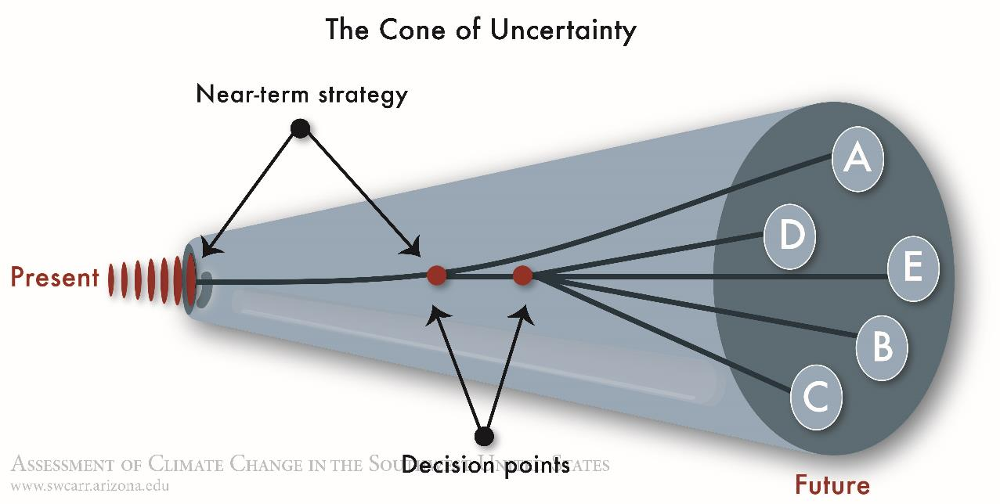 The Cone of Uncertainty
Near-term strategy
A
D
Present
E
B
C
Decision points
ASSESSMENT OF CLIMATE CHANGE IN THE STATES
www.swcarr.arizona.edu
Future